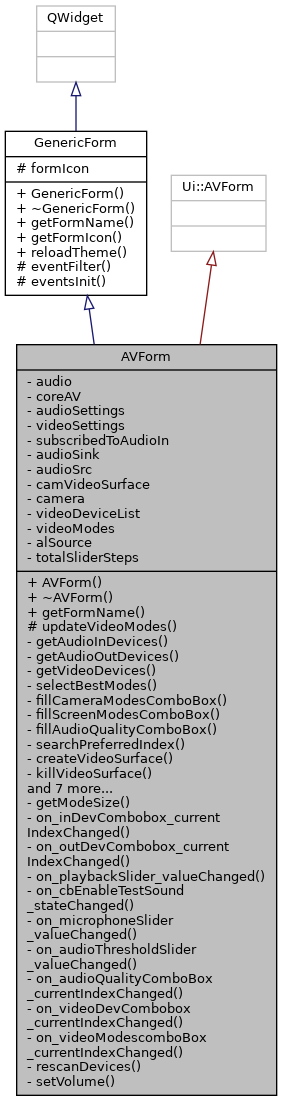 QWidget
GenericForm
# formIcon
+ GenericForm()
+ ~GenericForm()
+ getFormName()
+ getFormIcon()
+ reloadTheme()
# eventFilter()
# eventsInit()
Ui::AVForm
AVForm
- audio
- coreAV
- audioSettings
- videoSettings
- subscribedToAudioIn
- audioSink
- audioSrc
- camVideoSurface
- camera
- videoDeviceList
- videoModes
- alSource
- totalSliderSteps
+ AVForm()
+ ~AVForm()
+ getFormName()
# updateVideoModes()
- getAudioInDevices()
- getAudioOutDevices()
- getVideoDevices()
- selectBestModes()
- fillCameraModesComboBox()
- fillScreenModesComboBox()
- fillAudioQualityComboBox()
- searchPreferredIndex()
- createVideoSurface()
- killVideoSurface()
and 7 more...
- getModeSize()
- on_inDevCombobox_current
IndexChanged()
- on_outDevCombobox_current
IndexChanged()
- on_playbackSlider_valueChanged()
- on_cbEnableTestSound
_stateChanged()
- on_microphoneSlider
_valueChanged()
- on_audioThresholdSlider
_valueChanged()
- on_audioQualityComboBox
_currentIndexChanged()
- on_videoDevCombobox
_currentIndexChanged()
- on_videoModescomboBox
_currentIndexChanged()
- rescanDevices()
- setVolume()